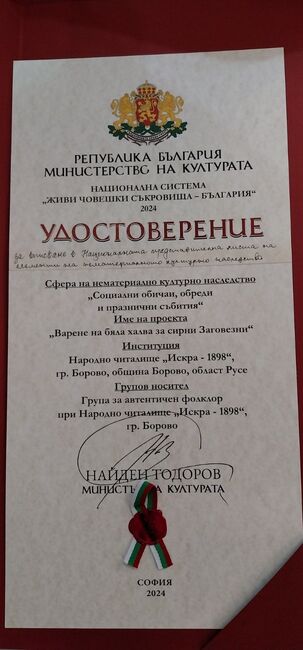 РЕПУБЛИКА БЪЛГАРИЯ
МИНИСТЕРСТВО НА КУЛТУРАТА
НАЦИОНАЛНА СИСТЕМА
„ЖИВИ ЧОВЕШКИ СЪКРОВИЩА – БЪЛГАРИЯ“
2024
УДОСТОВЕРЕНИЕ
за вписване в Националната представителна листа на
елементи на нематериалното културно наследство
Сфера на нематериално културно наследство
„Социални обичаи, обреди
и празнични събития“
Име на проекта
„Варене на бяла халва за сирни Заговезни“
Институция
Народно читалище „Искра - 1898“,
гр. Борово, община Борово, област Русе
Групов носител
Група за автентичен фолклор
при Народно читалище „Искра - 1898“,
гр. Борово
НАЙДЕН ТОДОРОВ
МИНИСТЪР НА КУЛТУРАТА
СОФИЯ
2024